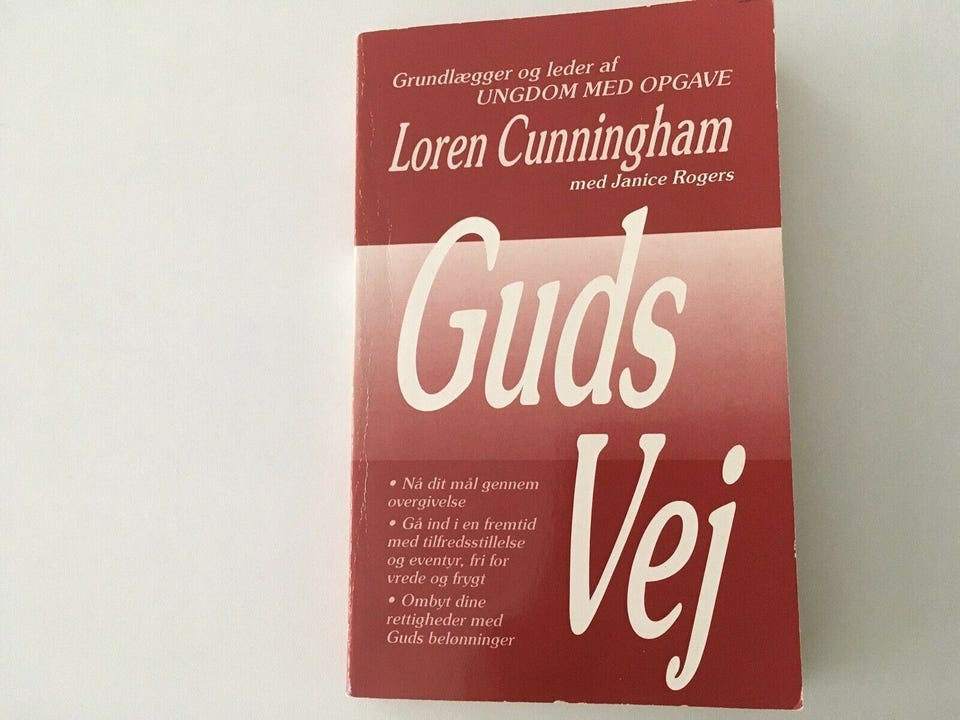 Grundlægger og leder af
UNGDOM MED OPGAVE
Loren Cunningham
med Janice Rogers
Guds
Vej
• Nå dit mål gennem
overgivelse
• Gå ind i en fremtid
med tilfredsstillelse
og eventyr, fri for
vrede og frygt
• Ombyt dine
rettigheder med
Guds belønninger